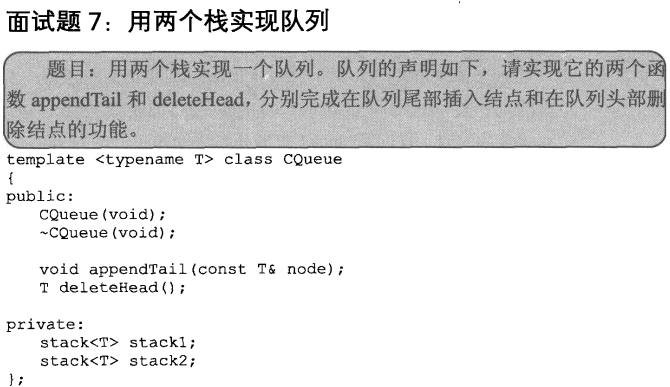 面试题 7：用两个栈实现队列
题目：用两个栈实现一个队列。队列的声明如下，请实现它的两个函
数 appendTail 和 deleteHead，分别完成在队列尾部插入结点和在队列头部删
除结点的功能。
template <typename T> class CQueue
{
public:
    CQueue(void);
    ~CQueue(void);

    void appendTail(const T& node);
    T deleteHead();

private:
    stack<T> stack1;
    stack<T> stack2;
};